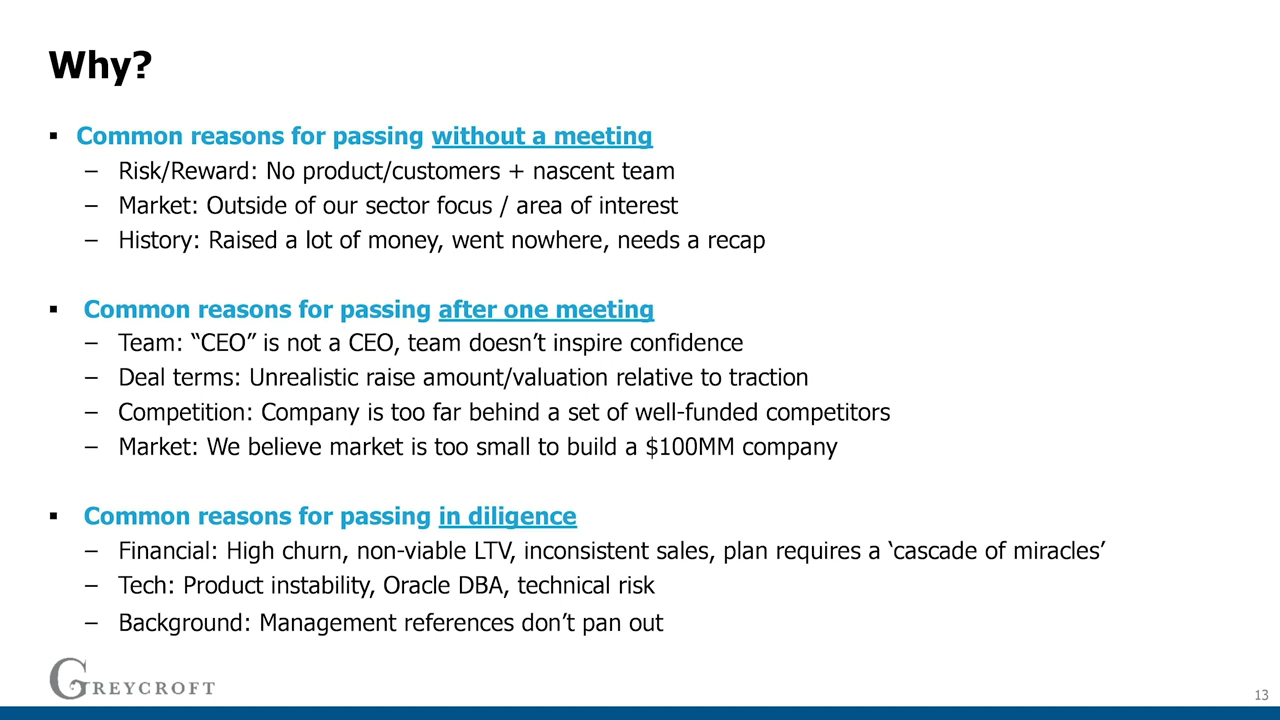 Why?
▪ Common reasons for passing without a meeting
– Risk/Reward: No product/customers + nascent team
– Market: Outside of our sector focus / area of interest
– History: Raised a lot of money, went nowhere, needs a recap
▪ Common reasons for passing after one meeting
– Team: “CEO” is not a CEO, team doesn’t inspire confidence
– Deal terms: Unrealistic raise amount/valuation relative to traction
– Competition: Company is too far behind a set of well-funded competitors
– Market: We believe market is too small to build a $100MM company
▪ Common reasons for passing in diligence
– Financial: High churn, non-viable LTV, inconsistent sales, plan requires a ‘cascade of miracles’
– Tech: Product instability, Oracle DBA, technical risk
– Background: Management references don’t pan out
GREYCROFT
13